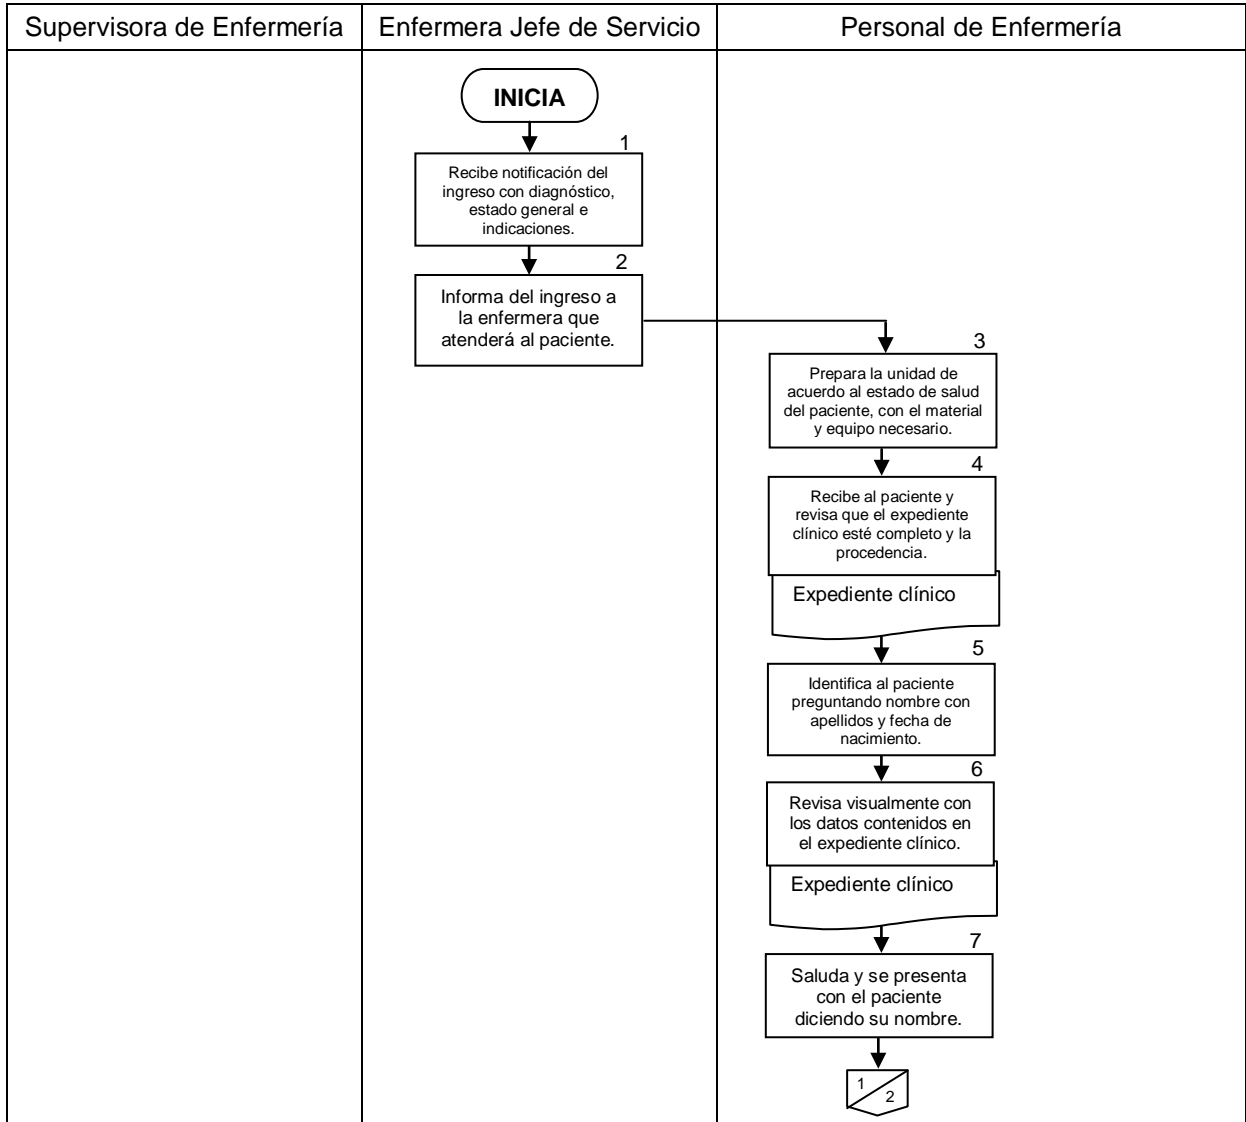 Supervisora de Enfermería
Enfermera Jefe de Servicio
Personal de Enfermería
INICIA
1
Recibe notificación del
ingreso con diagnóstico,
estado general e
indicaciones.
2
Informa del ingreso a
la enfermera que
atenderá al paciente.
3
Prepara la unidad de
acuerdo al estado de salud
del paciente, con el material
y equipo necesario.
4
Recibe al paciente y
revisa que el expediente
clínico esté completo y la
procedencia.
Expediente clínico
5
Identifica al paciente
preguntando nombre con
apellidos y fecha de
nacimiento.
6
Revisa visualmente con
los datos contenidos en
el expediente clínico.
Expediente clínico
7
Saluda y se presenta
con el paciente
diciendo su nombre.
1
2